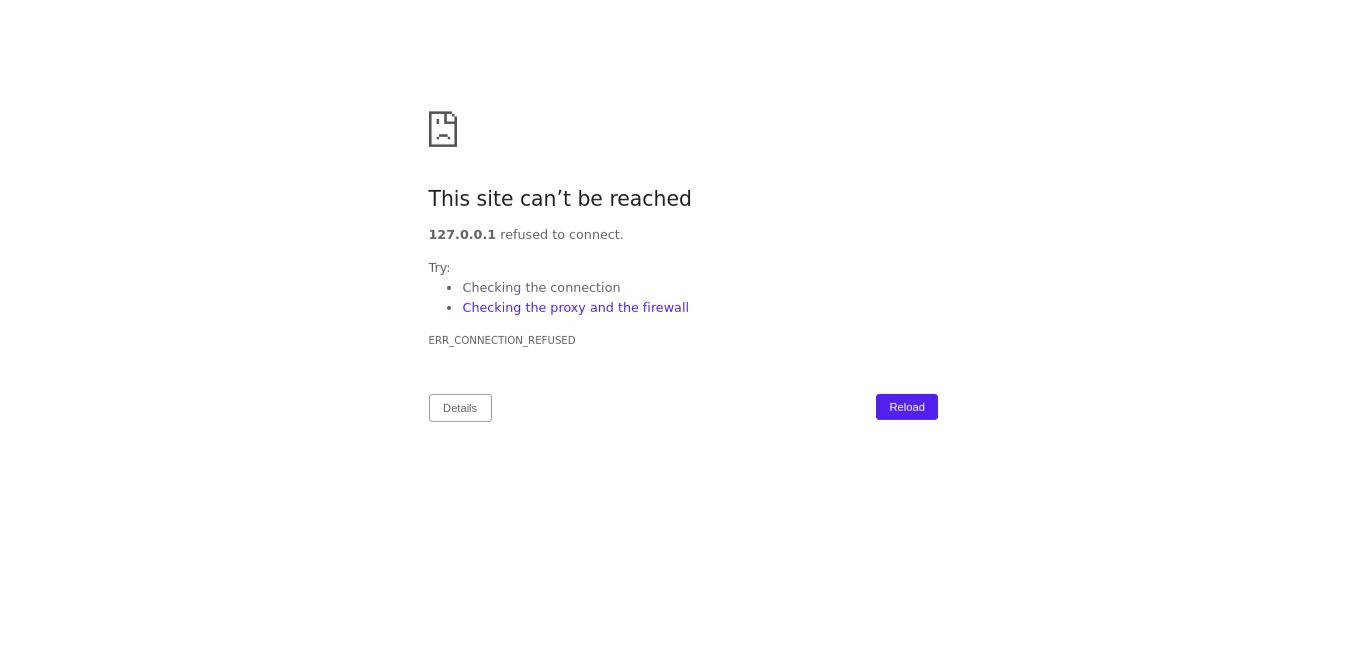 This site can’t be reached
127.0.0.1 refused to connect.
Try:
Checking the connection
Checking the proxy and the firewall
ERR_CONNECTION_REFUSED
Details
Reload